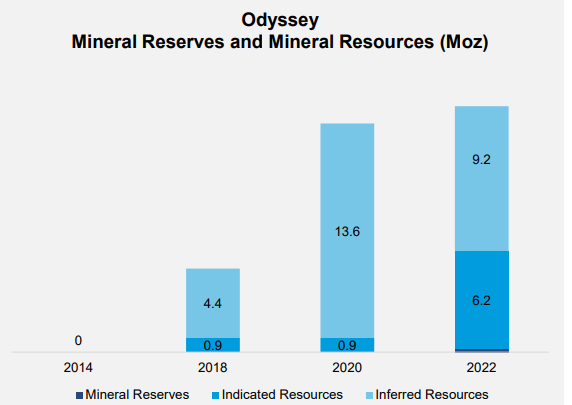 Odyssey
Mineral Reserves and Mineral Resources (Moz)
9.2
13.6
6.2
4.4
0
0.9
0.9
2014
2018
2020
2022
Mineral Reserves
Indicated Resources
Inferred Resources